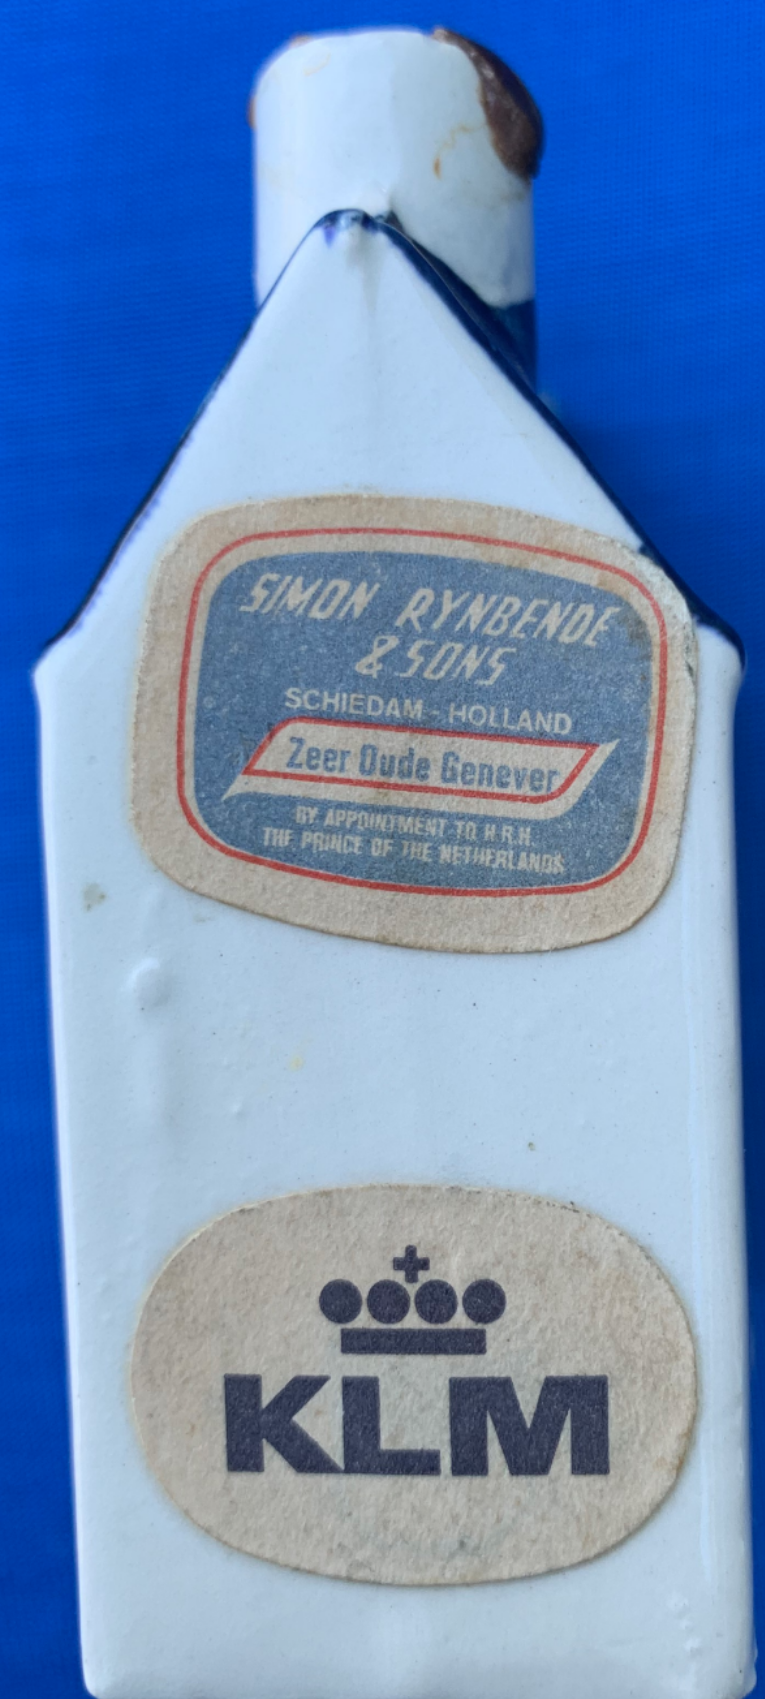 SIMON RYNBENDE
& SONS
SCHIEDAM - HOLLAND
Zeer Oude Genever
BY APPOINTMENT TO H.R.H.
THE PRINCE OF THE NETHERLANDS
KLM